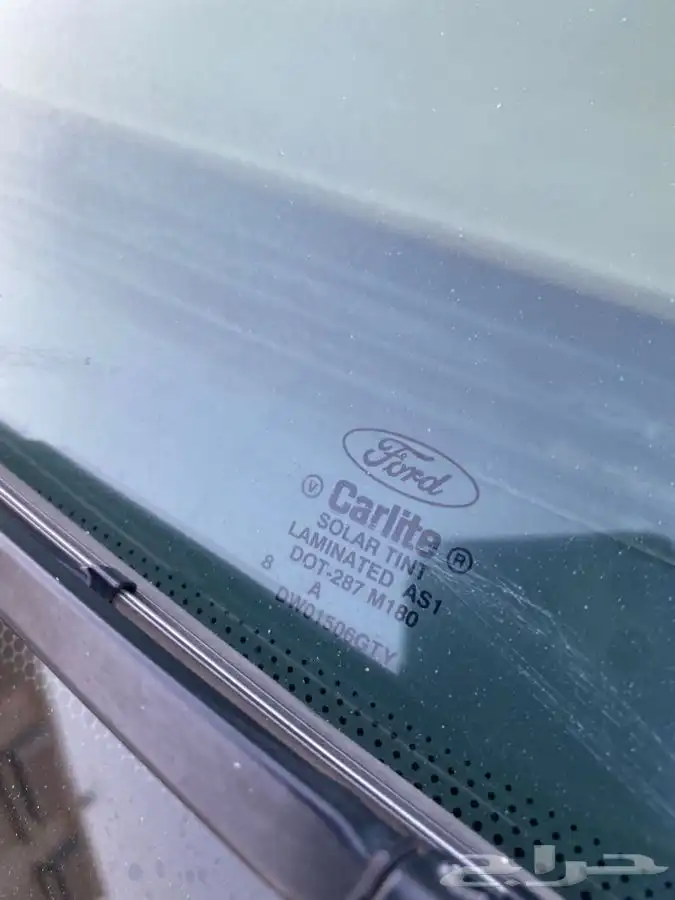 Ford
V Carlite R
SOLAR TINT
LAMINATED AS1
DOT-287 M180
8 A
DW01506GTY
حراج